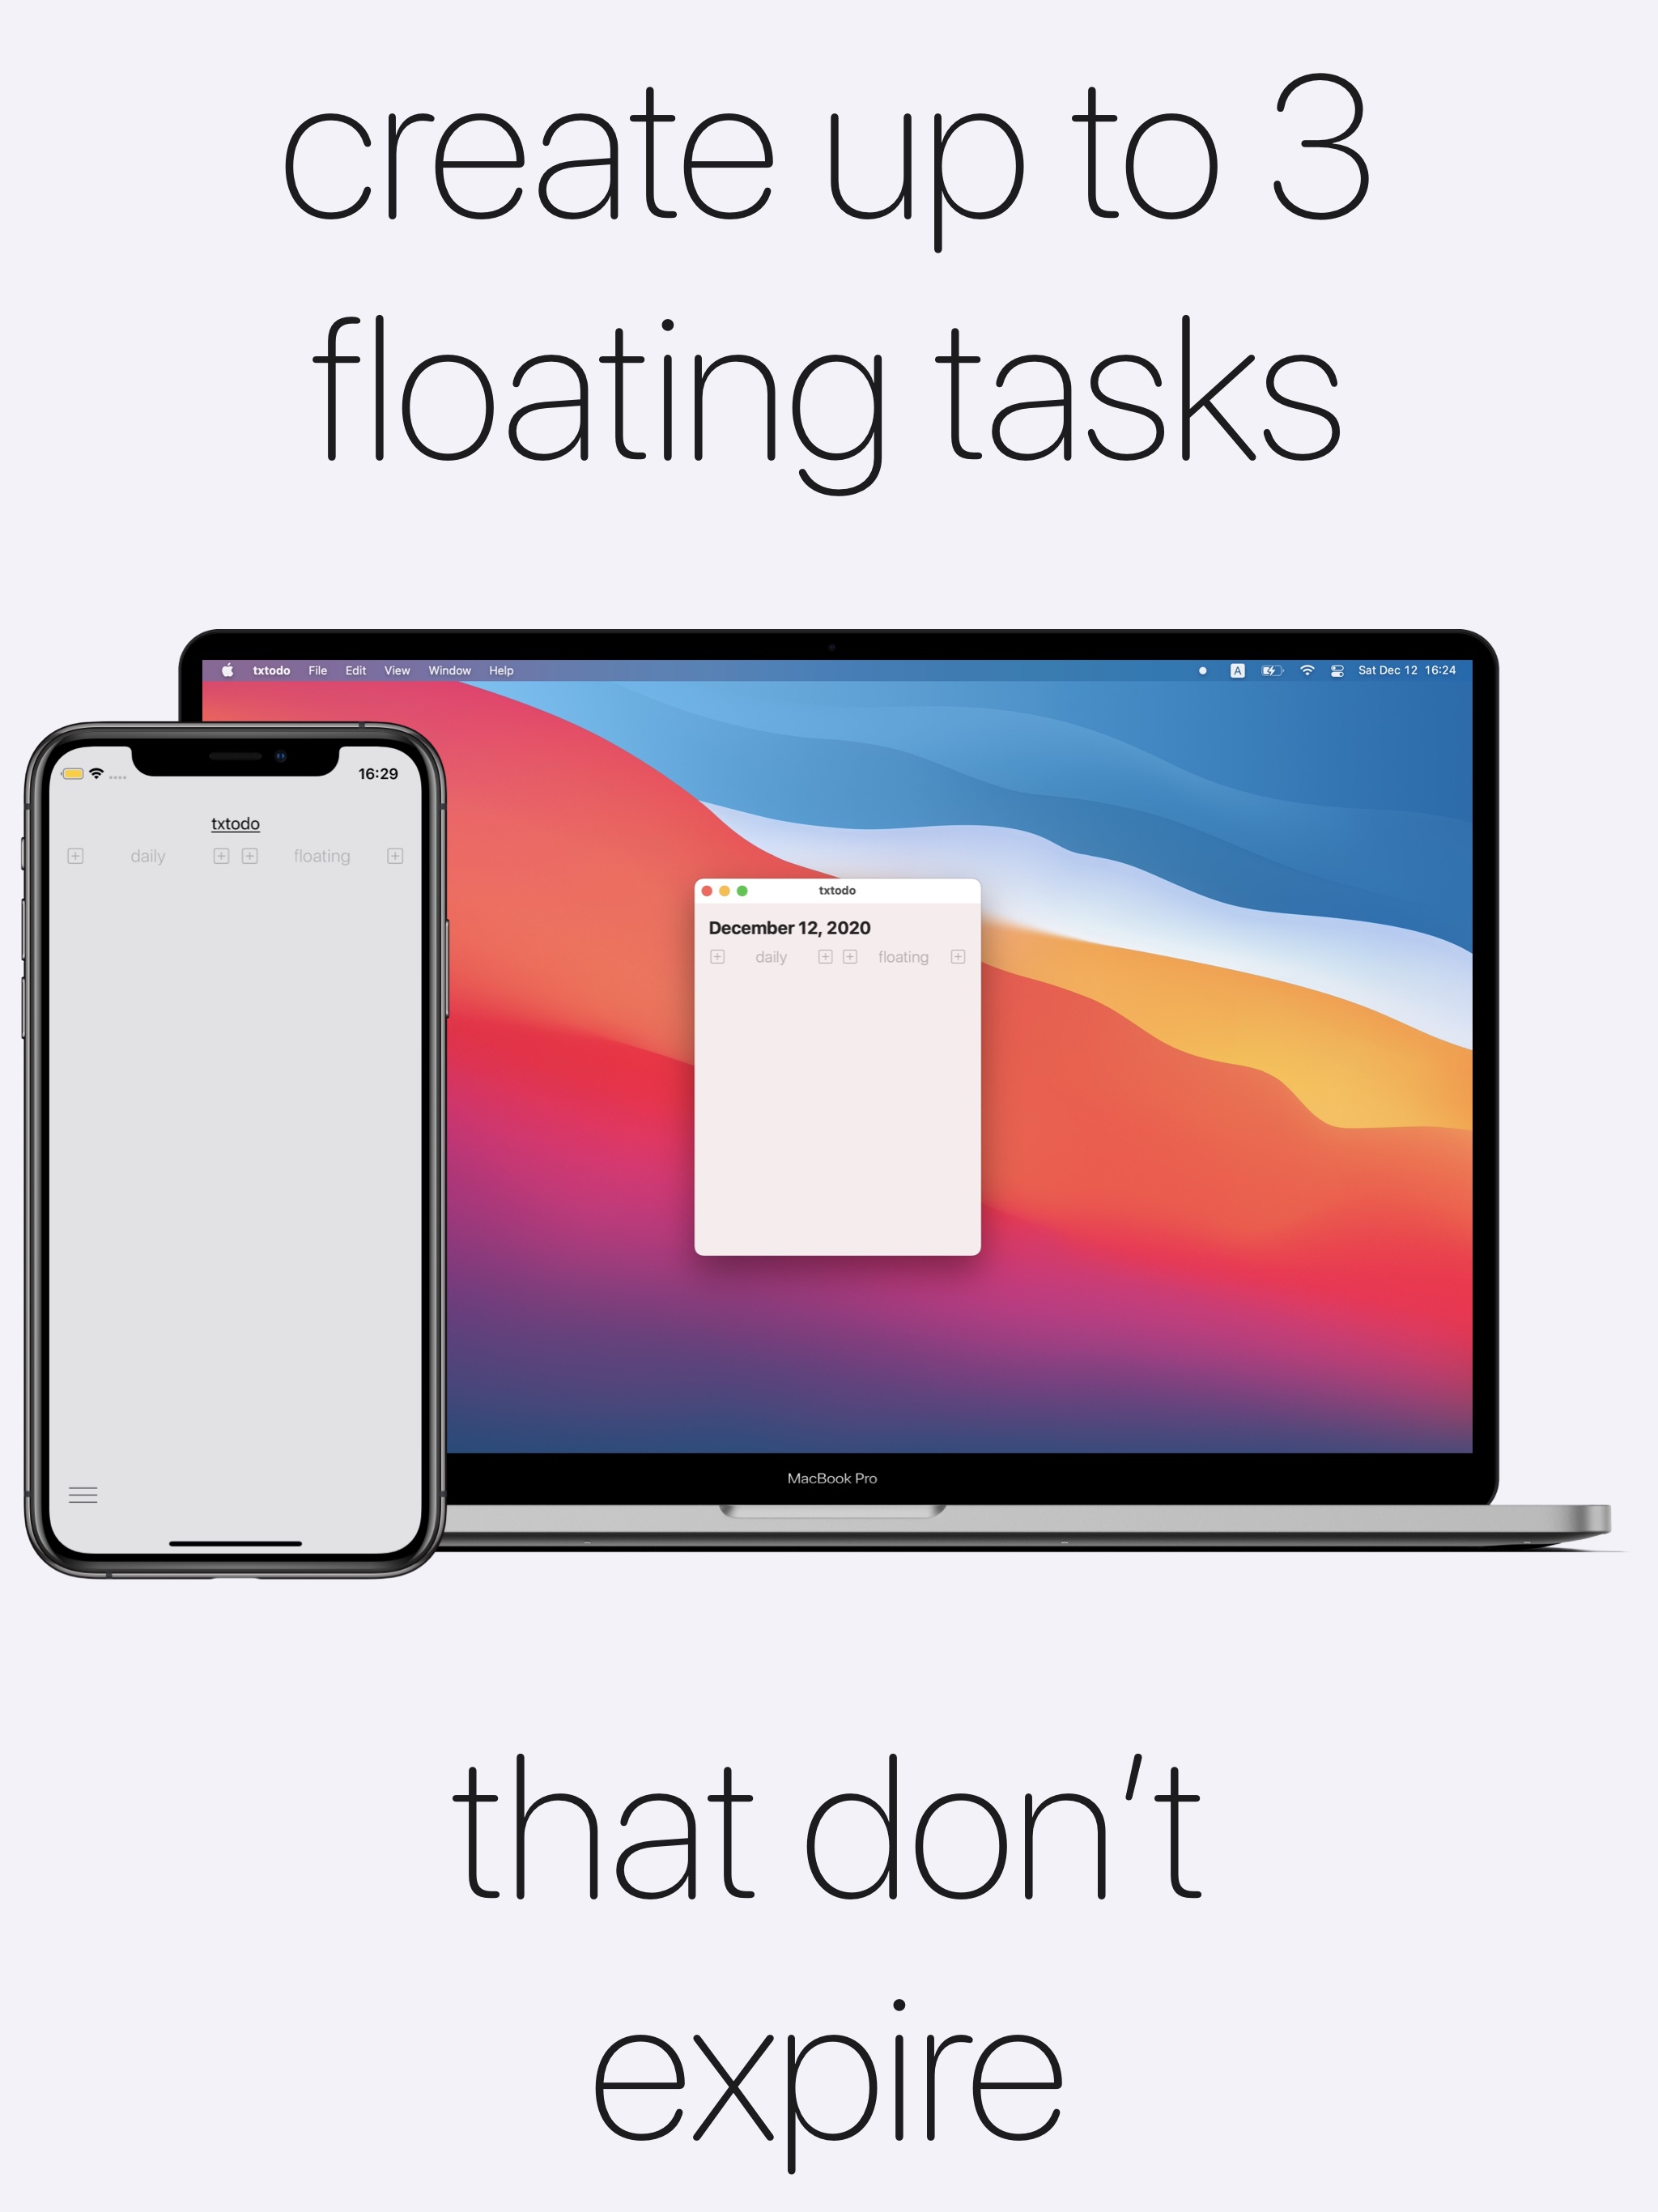 create up to 3
floating tasks
txtodo File Edit View Window Help A Sat Dec 12 16:24
16:29
txtodo
daily floating
txtodo
December 12, 2020
daily floating
MacBook Pro
that don't
expire